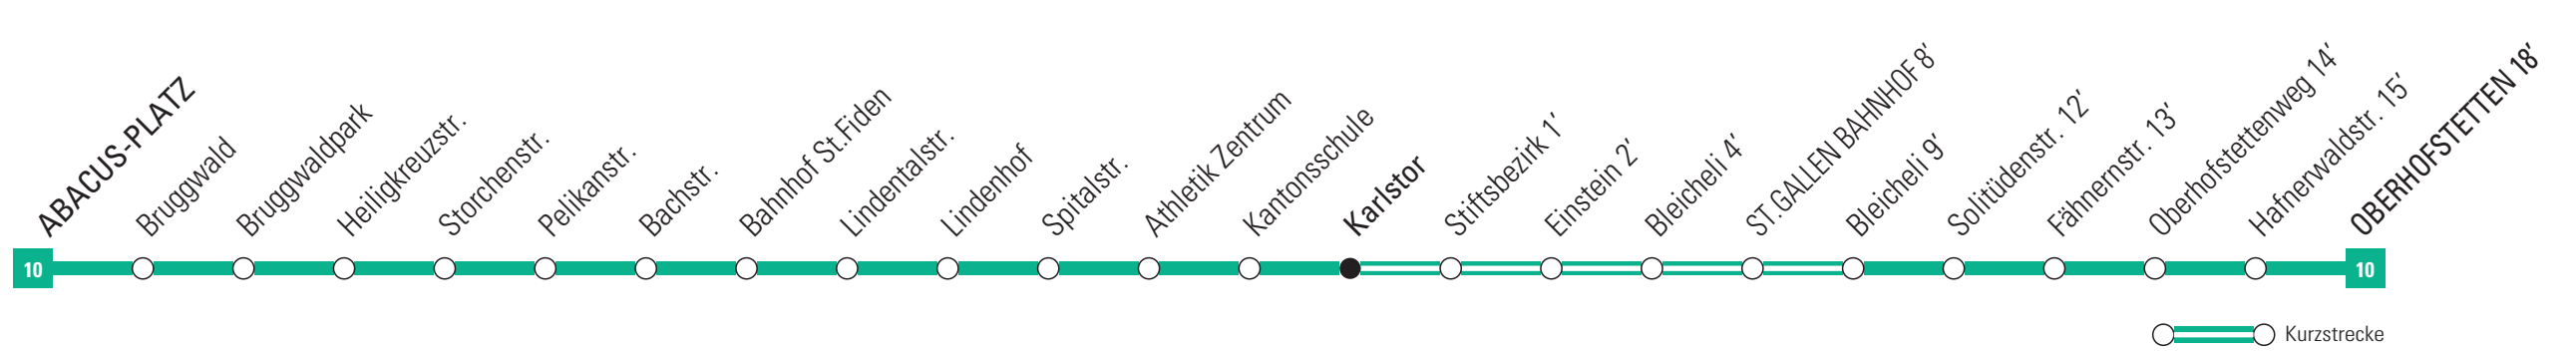 ABACUS-PLATZ
Bruggwald
Bruggwaldpark
Heiligkreuzstr.
Storchenstr.
Pelikanstr.
Bachstr.
Bahnhof St.Fiden
Lindentalstr.
Lindenhof
Spitalstr.
Athletik Zentrum
Kantonsschule
Karlstor
Stiftsbezirk 1'
Einstein 2'
Bleicheli 4'
ST.GALLEN BAHNHOF 8'
Bleicheli 9'
Solitüdenstr. 12'
Fähnernstr. 13'
Oberhofstettenweg 14'
Hafnerwaldstr. 15'
OBERHOFSTETTEN 18'
10
10
Kurzstrecke